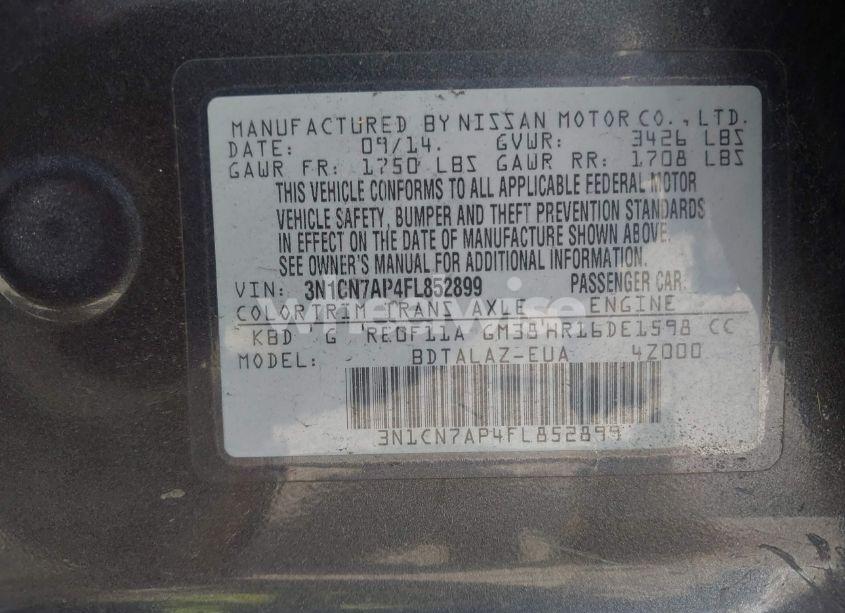 MANUFACTURED BY NISSAN MOTOR CO., LTD.
DATE: 09/14. GVWR: 3426 LBS
GAWR FR: 1750 LBS GAWR RR: 1708 LBS
THIS VEHICLE CONFORMS TO ALL APPLICABLE FEDERAL MOTOR
VEHICLE SAFETY, BUMPER AND THEFT PREVENTION STANDARDS
IN EFFECT ON THE DATE OF MANUFACTURE SHOWN ABOVE.
SEE OWNER'S MANUAL FOR ADDITIONAL INFORMATION.
VIN: 3N1CN7AP4FL852899 PASSENGER CAR
COLOR TRIM TRANS AXLE ENGINE
KBD G RE0F11A GM38 HR16DE1598 CC
MODEL: BDTALAZ-EUA 4Z000
3N1CN7AP4FL852899